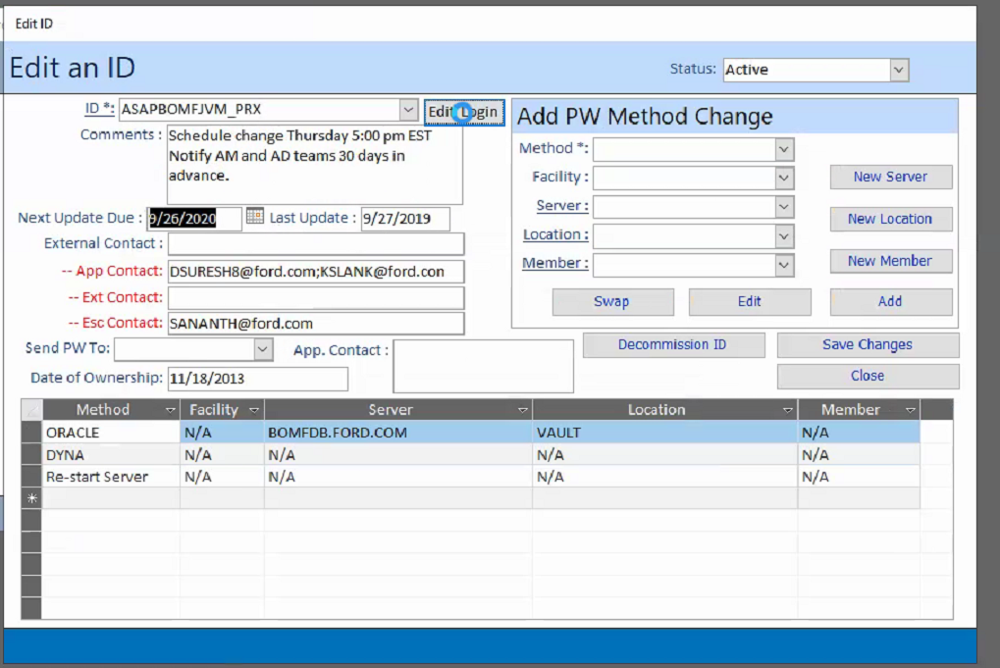 Edit ID
Edit an ID
Status: Active
ID *: ASAPBOMFJVM_PRX
Edit Login
Comments : Schedule change Thursday 5:00 pm EST
Notify AM and AD teams 30 days in
advance.
Next Update Due : 9/26/2020 Last Update : 9/27/2019
External Contact :
-- App Contact: DSURESH8@ford.com;KSLANK@ford.con
-- Ext Contact:
-- Esc Contact: SANANTH@ford.com
Send PW To: App. Contact :
Date of Ownership: 11/18/2013
Add PW Method Change
Method *:
Facility :
Server :
Location :
Member :
New Server
New Location
New Member
Swap Edit Add
Decommission ID Save Changes
Close
Method Facility Server Location Member
ORACLE N/A BOMFDB.FORD.COM VAULT N/A
DYNA N/A N/A N/A N/A
Re-start Server N/A N/A N/A N/A